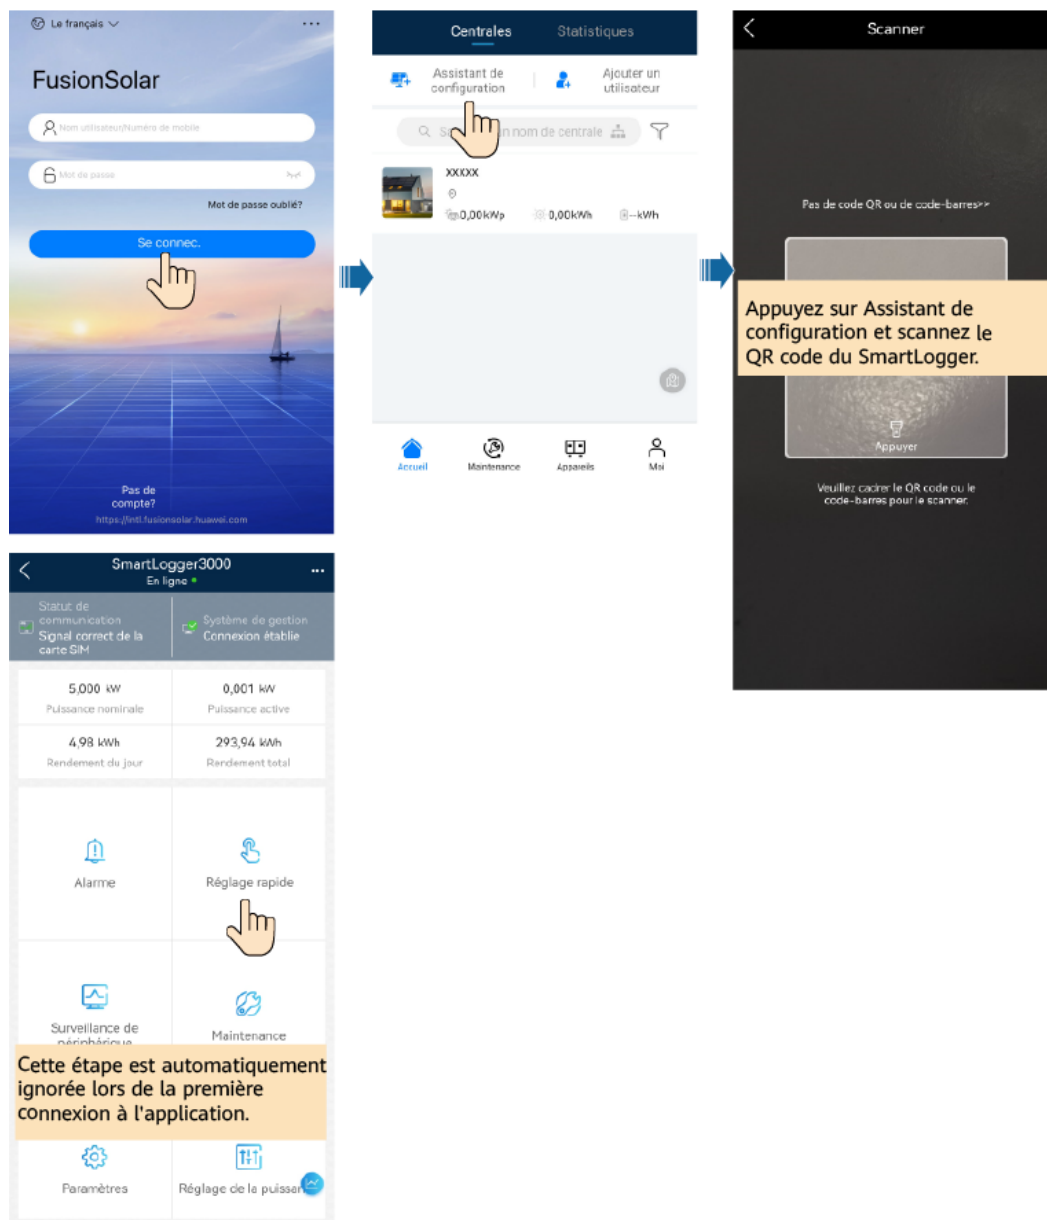 Le français
FusionSolar
Nom utilisateur/Numéro de mobile
Mot de passe
Mot de passe oublié?
Se connec.
Pas de
compte?
https://intl.fusionsolar.huawei.com
Centrales
Statistiques
Assistant de
configuration
Ajouter un
utilisateur
un nom de centrale
xxxxx
0,00kWp
0,00kWh
--kWh
Accueil
Maintenance
Appareils
Moi
Scanner
Pas de code QR ou de code-barres>>
Appuyez sur Assistant de
configuration et scannez le
QR code du SmartLogger.
Appuyer
Veuillez cadrer le QR code ou le
code-barres pour le scanner.
SmartLogger3000
En ligne
Statut de
communication
Signal correct de la
carte SIM
Système de gestion
Connexion établie
5,000 kW
Puissance nominale
0,001 kW
Puissance active
4,98 kWh
Rendement du jour
293,94 kWh
Rendement total
Alarme
Réglage rapide
Surveillance de
périphérique
Maintenance
Cette étape est automatiquement
ignorée lors de la première
connexion à l'application.
Paramètres
Réglage de la puissan